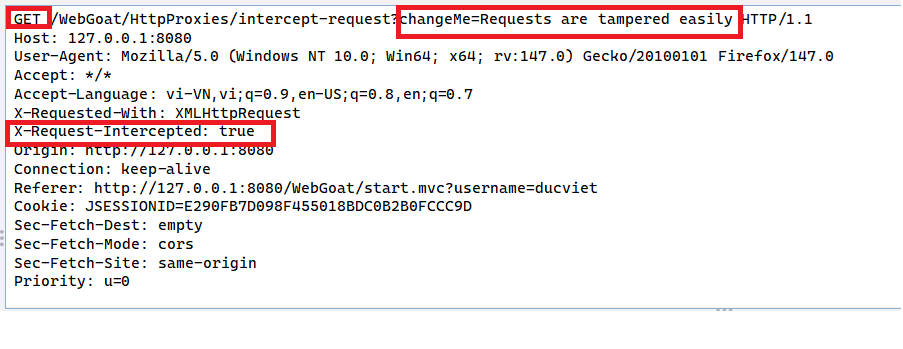 GET /WebGoat/HttpProxies/intercept-request?changeMe=Requests are tampered easily HTTP/1.1
Host: 127.0.0.1:8080
User-Agent: Mozilla/5.0 (Windows NT 10.0; Win64; x64; rv:147.0) Gecko/20100101 Firefox/147.0
Accept: */*
Accept-Language: vi-VN,vi;q=0.9,en-US;q=0.8,en;q=0.7
X-Requested-With: XMLHttpRequest
X-Request-Intercepted: true
Origin: http://127.0.0.1:8080
Connection: keep-alive
Referer: http://127.0.0.1:8080/WebGoat/start.mvc?username=ducviet
Cookie: JSESSIONID=E290FB7D098F455018BDC0B2B0FCCC9D
Sec-Fetch-Dest: empty
Sec-Fetch-Mode: cors
Sec-Fetch-Site: same-origin
Priority: u=0